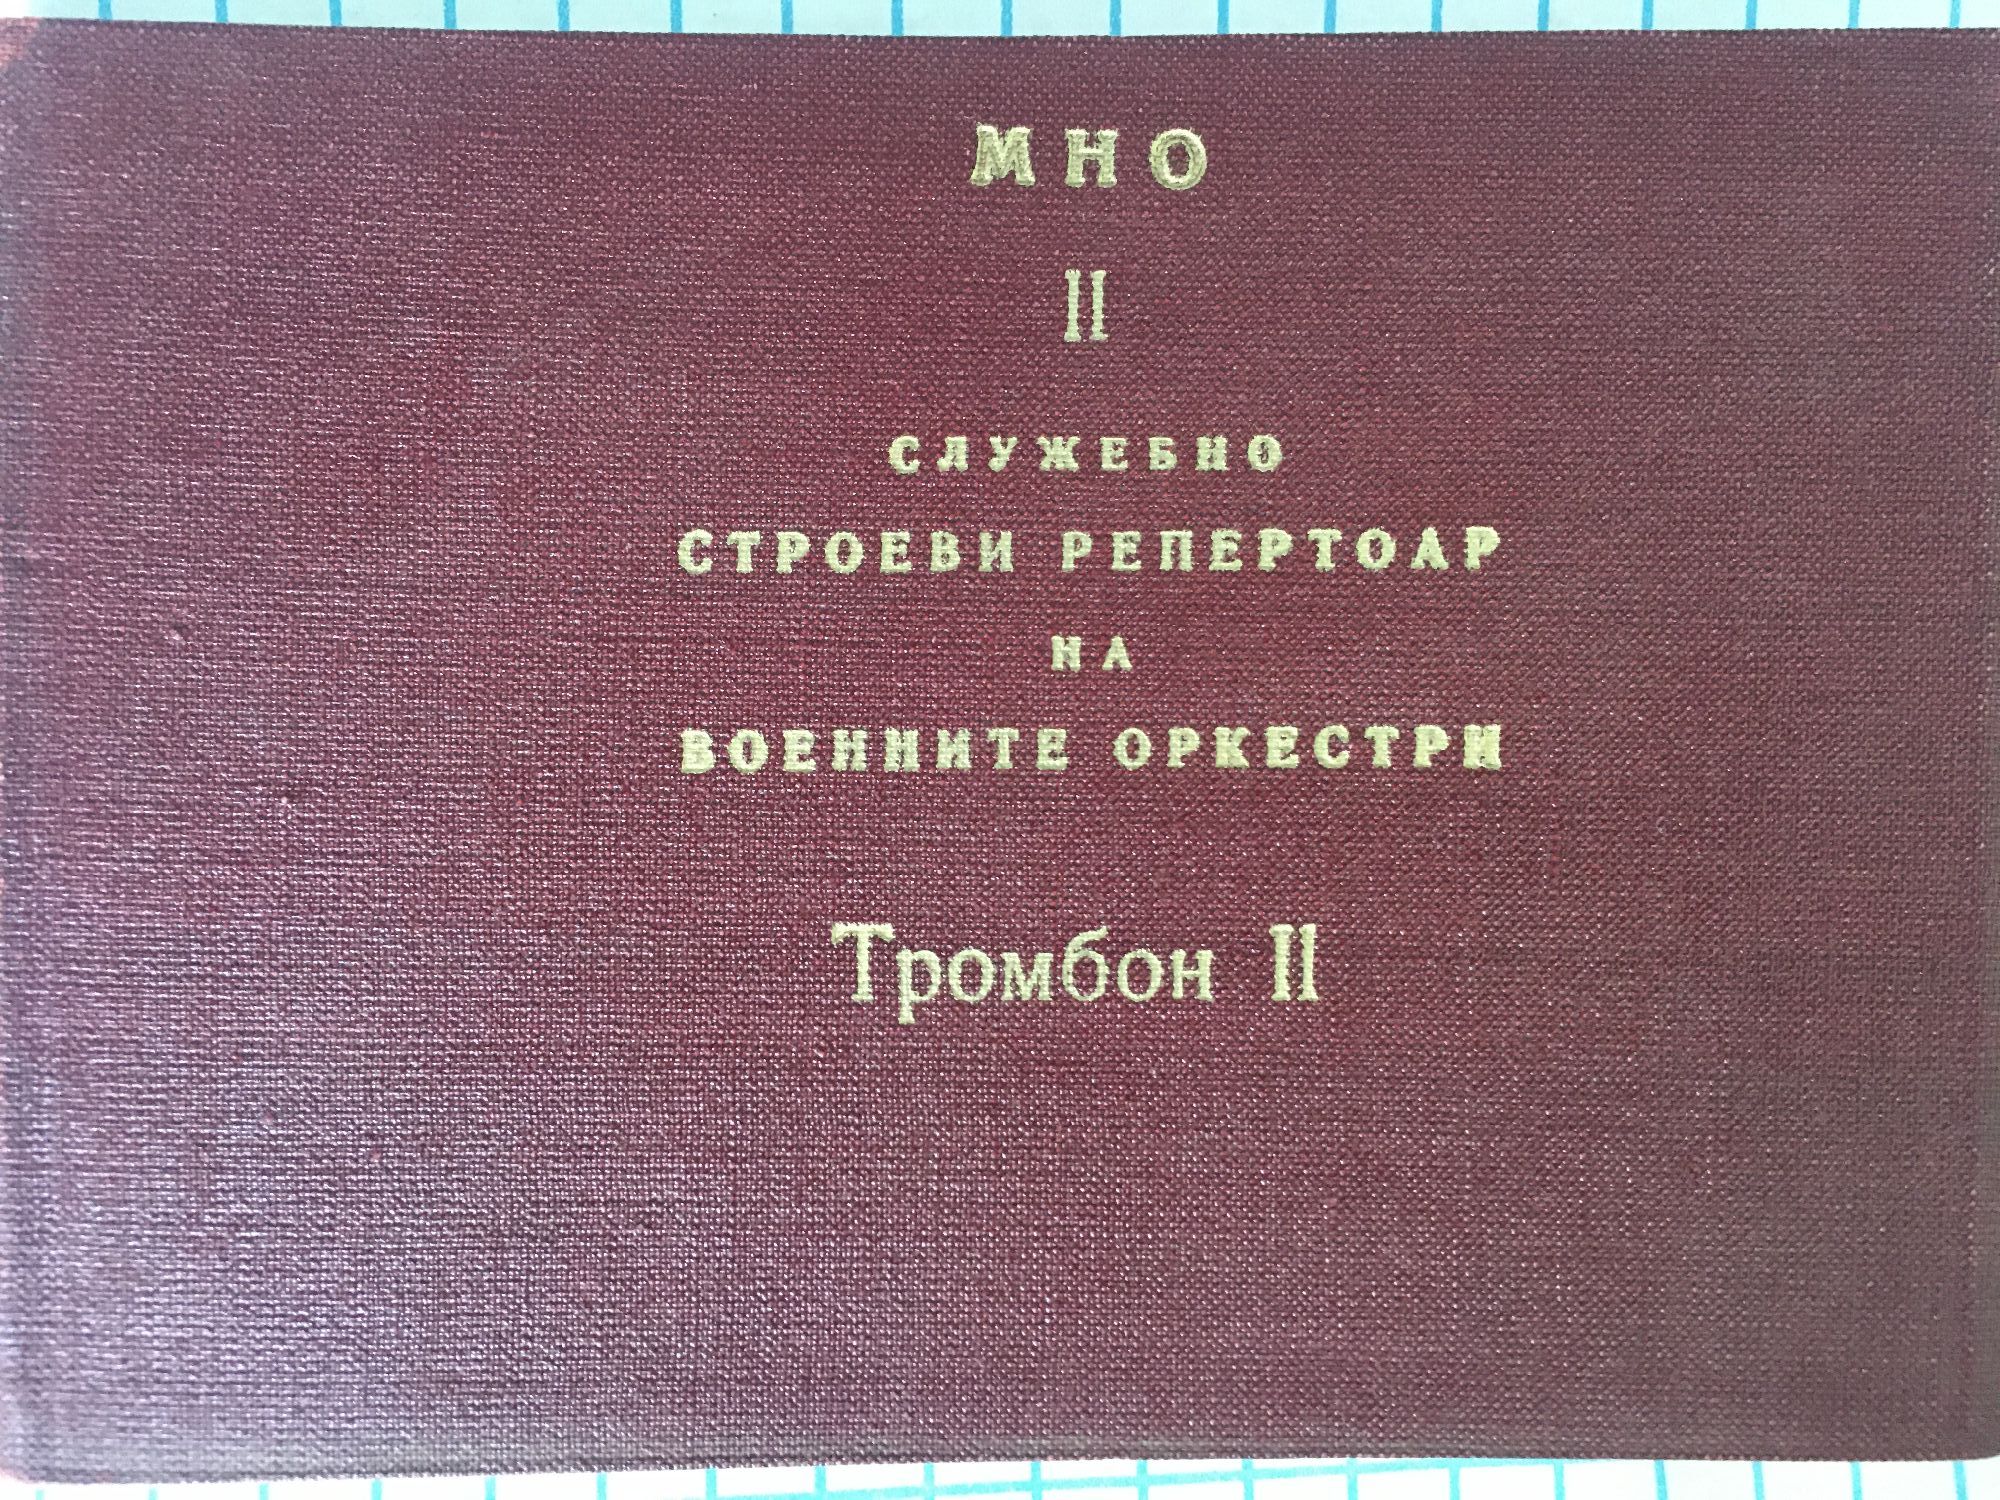 МНО
II
СЛУЖЕБНО
СТРОЕВИ РЕПЕРТОАР
НА
ВОЕННИТЕ ОРКЕСТРИ
Тромбон II